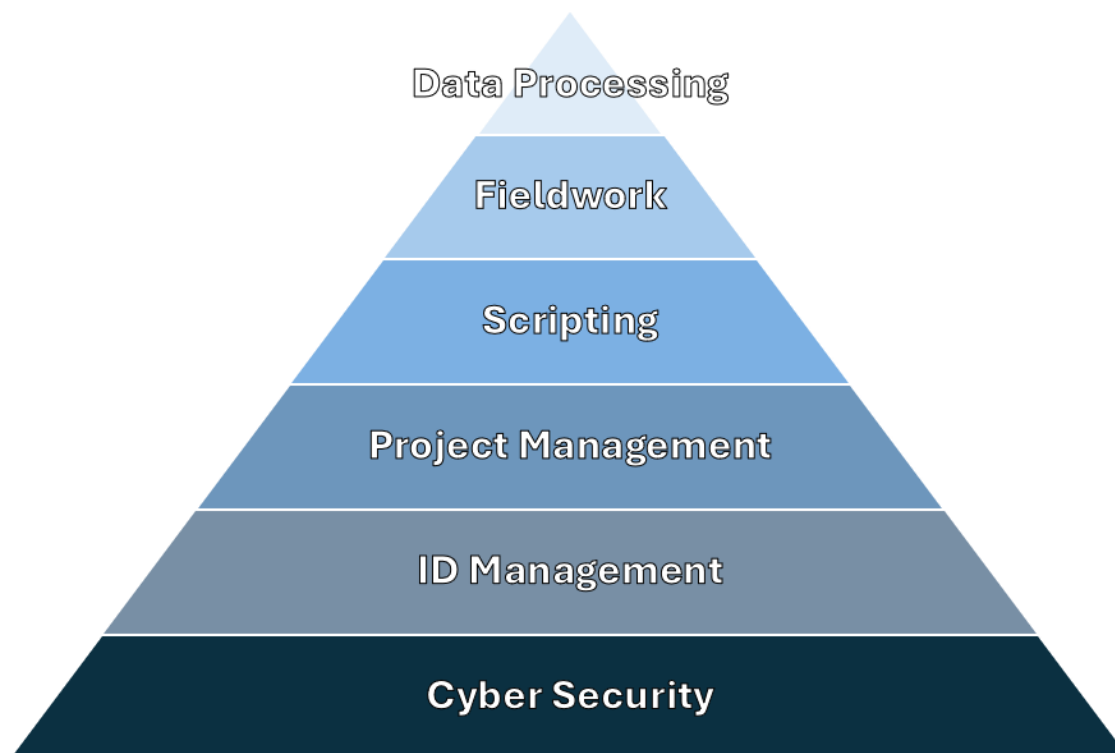 Data Processing
Fieldwork
Scripting
Project Management
ID Management
Cyber Security